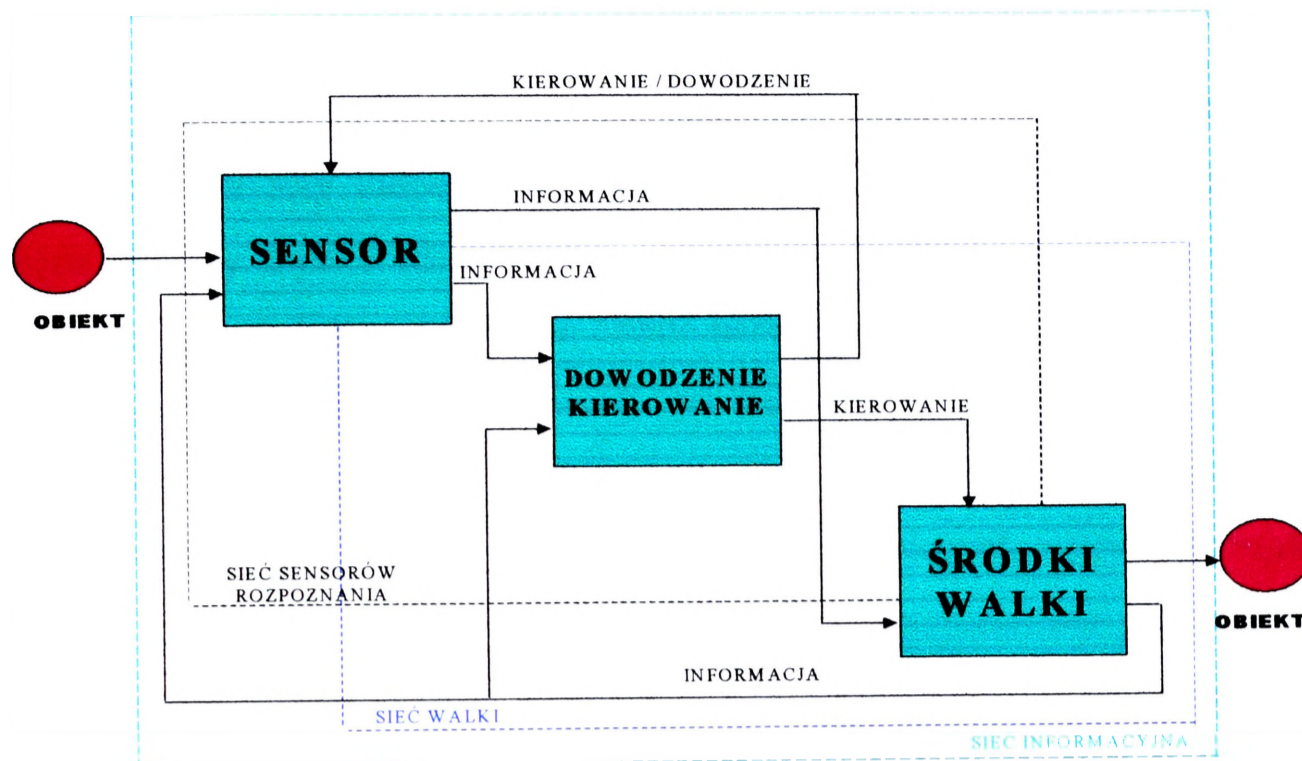 KIEROWANIE / DOWODZENIE
INFORMACJA
SENSOR
INFORMACJA
OBIEKT
DOWODZENIE
KIEROWANIE
KIEROWANIE
ŚRODKI
WALKI
SIEĆ SENSORÓW
ROZPOZNANIA
OBIEKT
INFORMACJA
SIEĆ WALKI
SIEĆ INFORMACYJNA